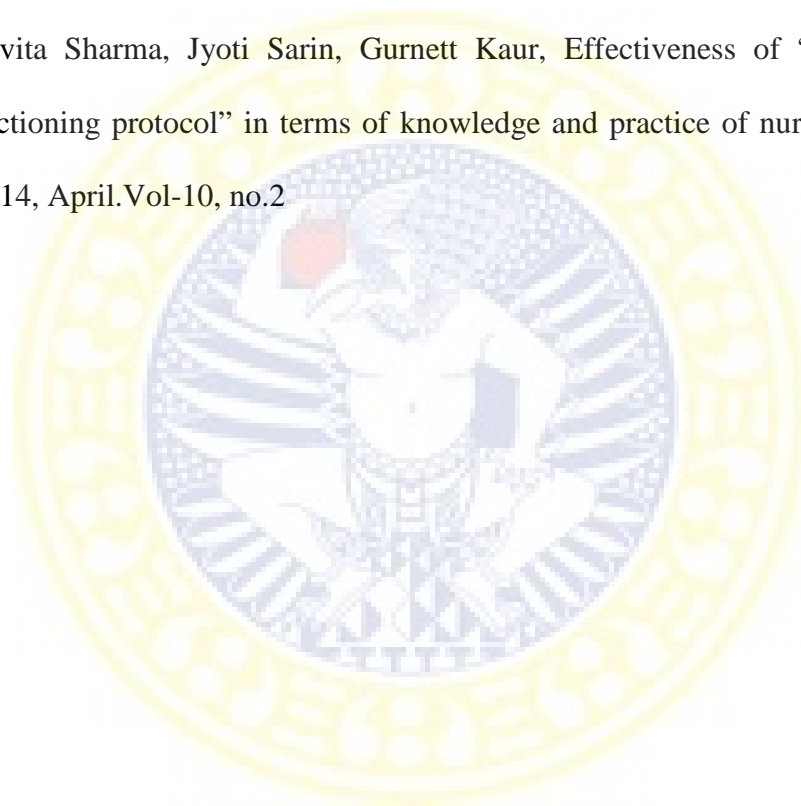 vita Sharma, Jyoti Sarin, Gurnett Kaur, Effectiveness of “
ctioning protocol” in terms of knowledge and practice of nur
14, April.Vol-10, no.2